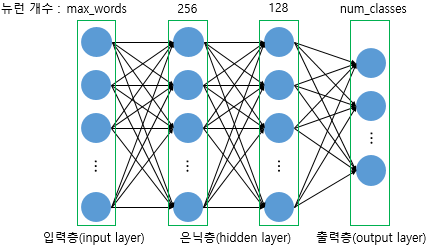 뉴런 개수 : max_words 256 128 num_classes
입력층(input layer) 은닉층(hidden layer) 출력층(output layer)